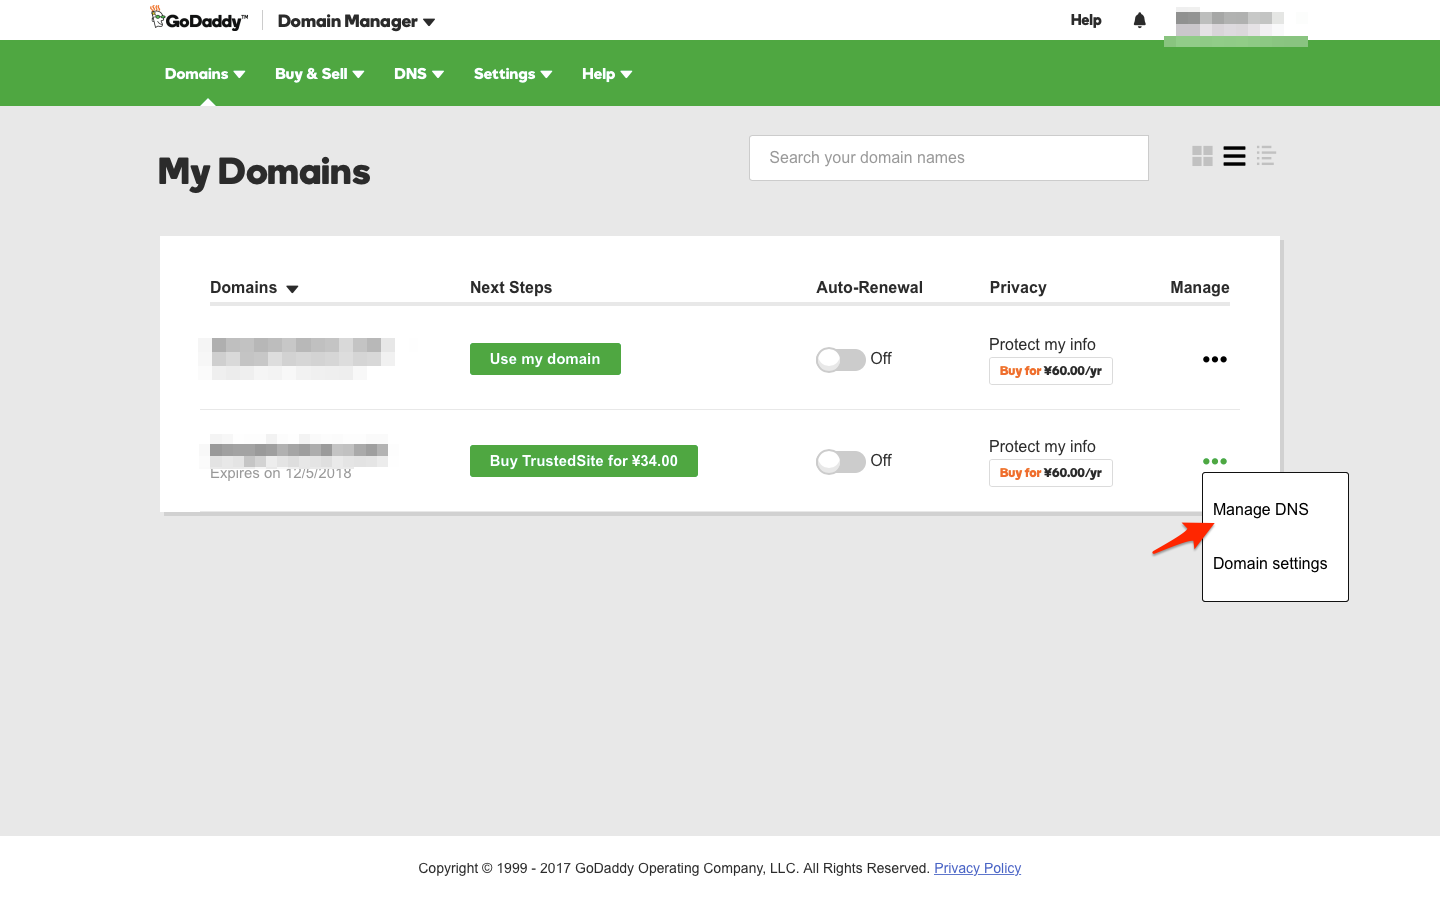 GoDaddy™ Domain Manager Help
Domains Buy & Sell DNS Settings Help
My Domains
Search your domain names
Domains Next Steps Auto-Renewal Privacy Manage
Use my domain Off Protect my info
Buy for ¥60.00/yr
Buy TrustedSite for ¥34.00 Off Protect my info
Expires on 12/5/2018 Buy for ¥60.00/yr
Manage DNS
Domain settings
Copyright © 1999 - 2017 GoDaddy Operating Company, LLC. All Rights Reserved. Privacy Policy